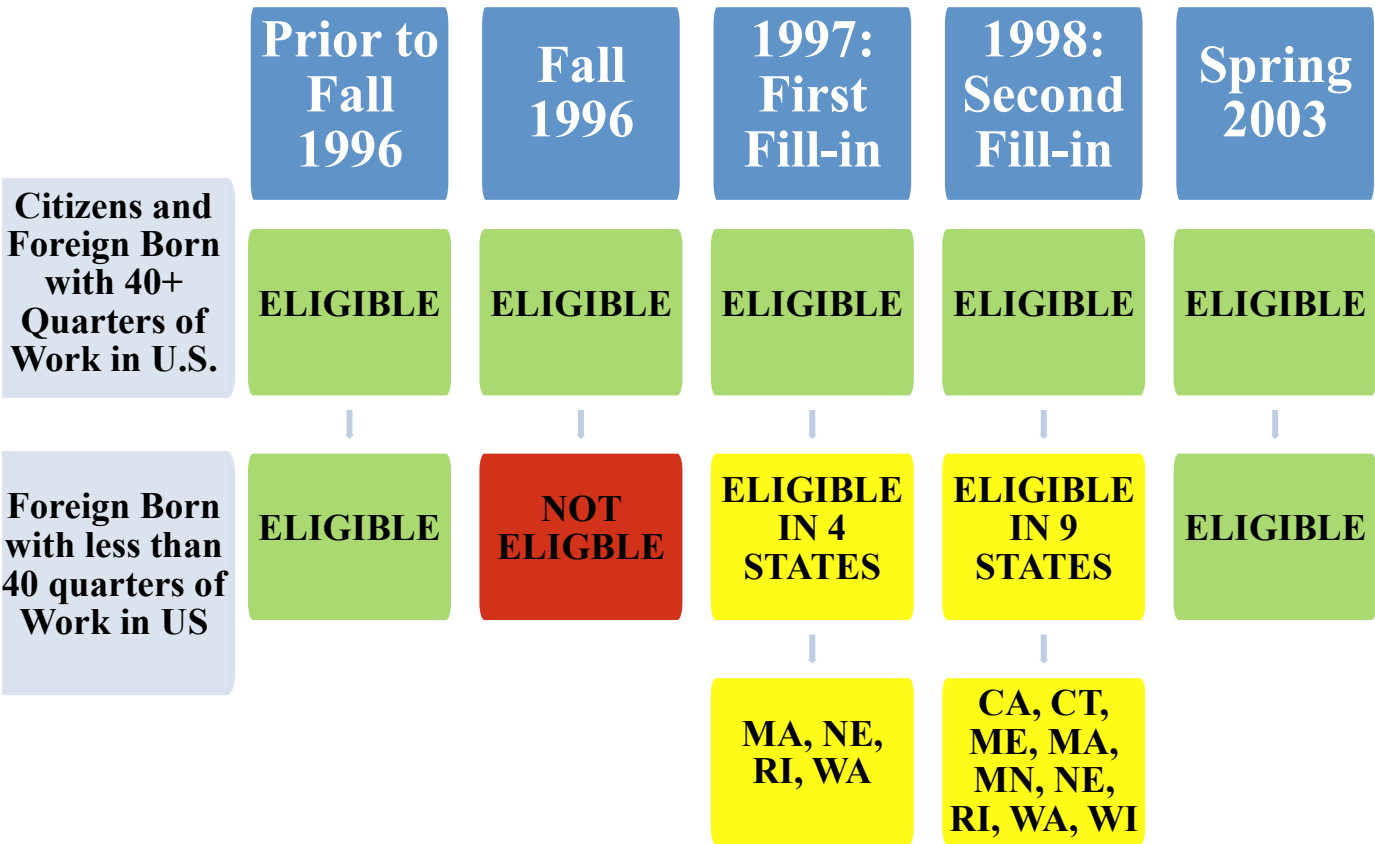 Prior to
Fall
1996
Fall
1996
1997:
First
Fill-in
1998:
Second
Fill-in
Spring
2003
Citizens and
Foreign Born
with 40+
Quarters of
Work in U.S.
ELIGIBLE
ELIGIBLE
ELIGIBLE
ELIGIBLE
ELIGIBLE
Foreign Born
with less than
40 quarters of
Work in US
ELIGIBLE
NOT
ELIGBLE
ELIGIBLE
IN 4
STATES
ELIGIBLE
IN 9
STATES
ELIGIBLE
MA, NE,
RI, WA
CA, CT,
ME, MA,
MN, NE,
RI, WA, WI